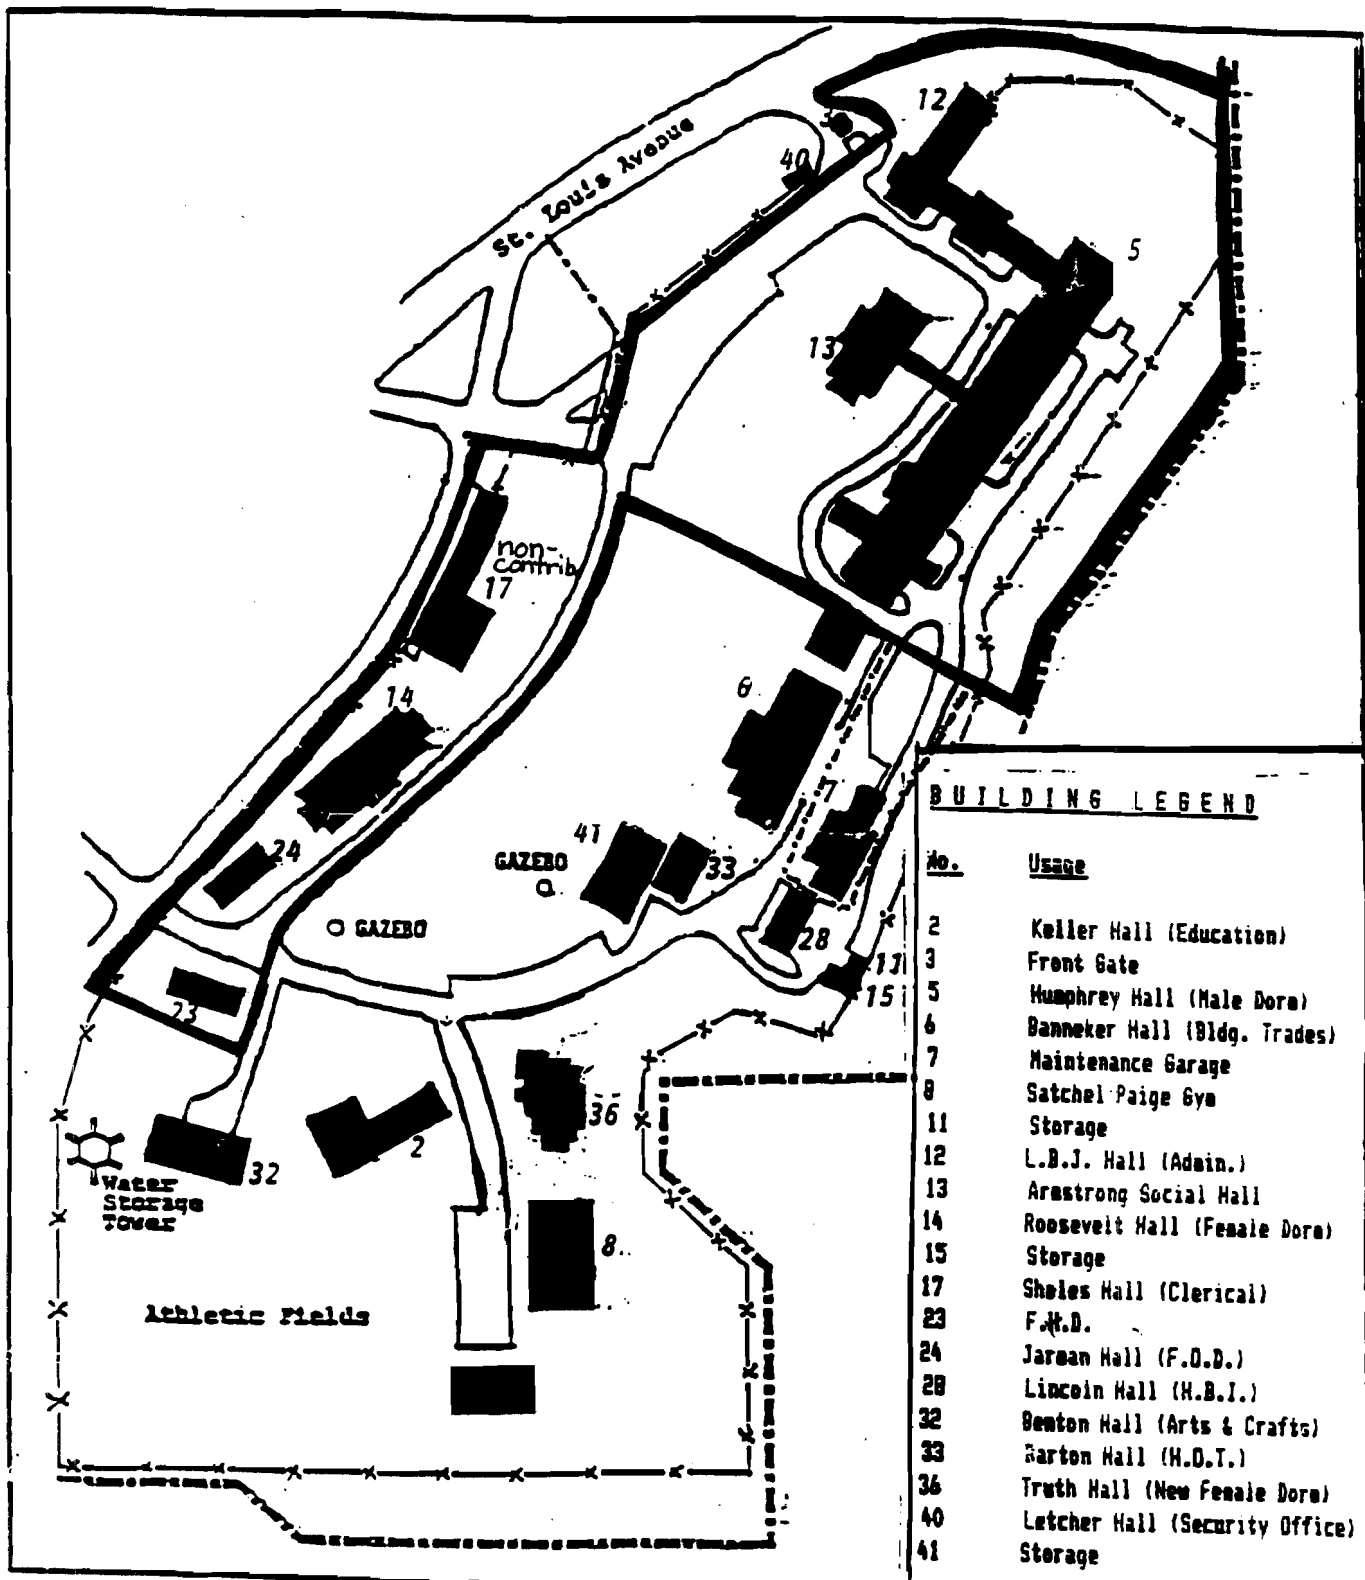 St. Louis Avenue
12
3
40
5
13
non-
contrib
17
14
6
7
41
GAZEBO
33
24
GAZEBO
28
11
15
23
36
2
32
Water
Storage
Tower
8
Athletic Fields
BUILDING LEGEND
No. Usage
2 Keller Hall (Education)
3 Front Gate
5 Humphrey Hall (Male Dorm)
6 Banneker Hall (Bldg. Trades)
7 Maintenance Garage
8 Satchel Paige Gym
11 Storage
12 L.B.J. Hall (Admin.)
13 Armstrong Social Hall
14 Roosevelt Hall (Female Dorm)
15 Storage
17 Hall (Clerical)
23
24 Jarman Hall (F.O.D.)
28 Lincoln Hall (H.B.I.)
32 Benton Hall (Arts & Crafts)
33 Barton Hall (H.O.T.)
36 Truth Hall (New Female Dorm)
40 Letcher Hall (Security Office)
41 Storage